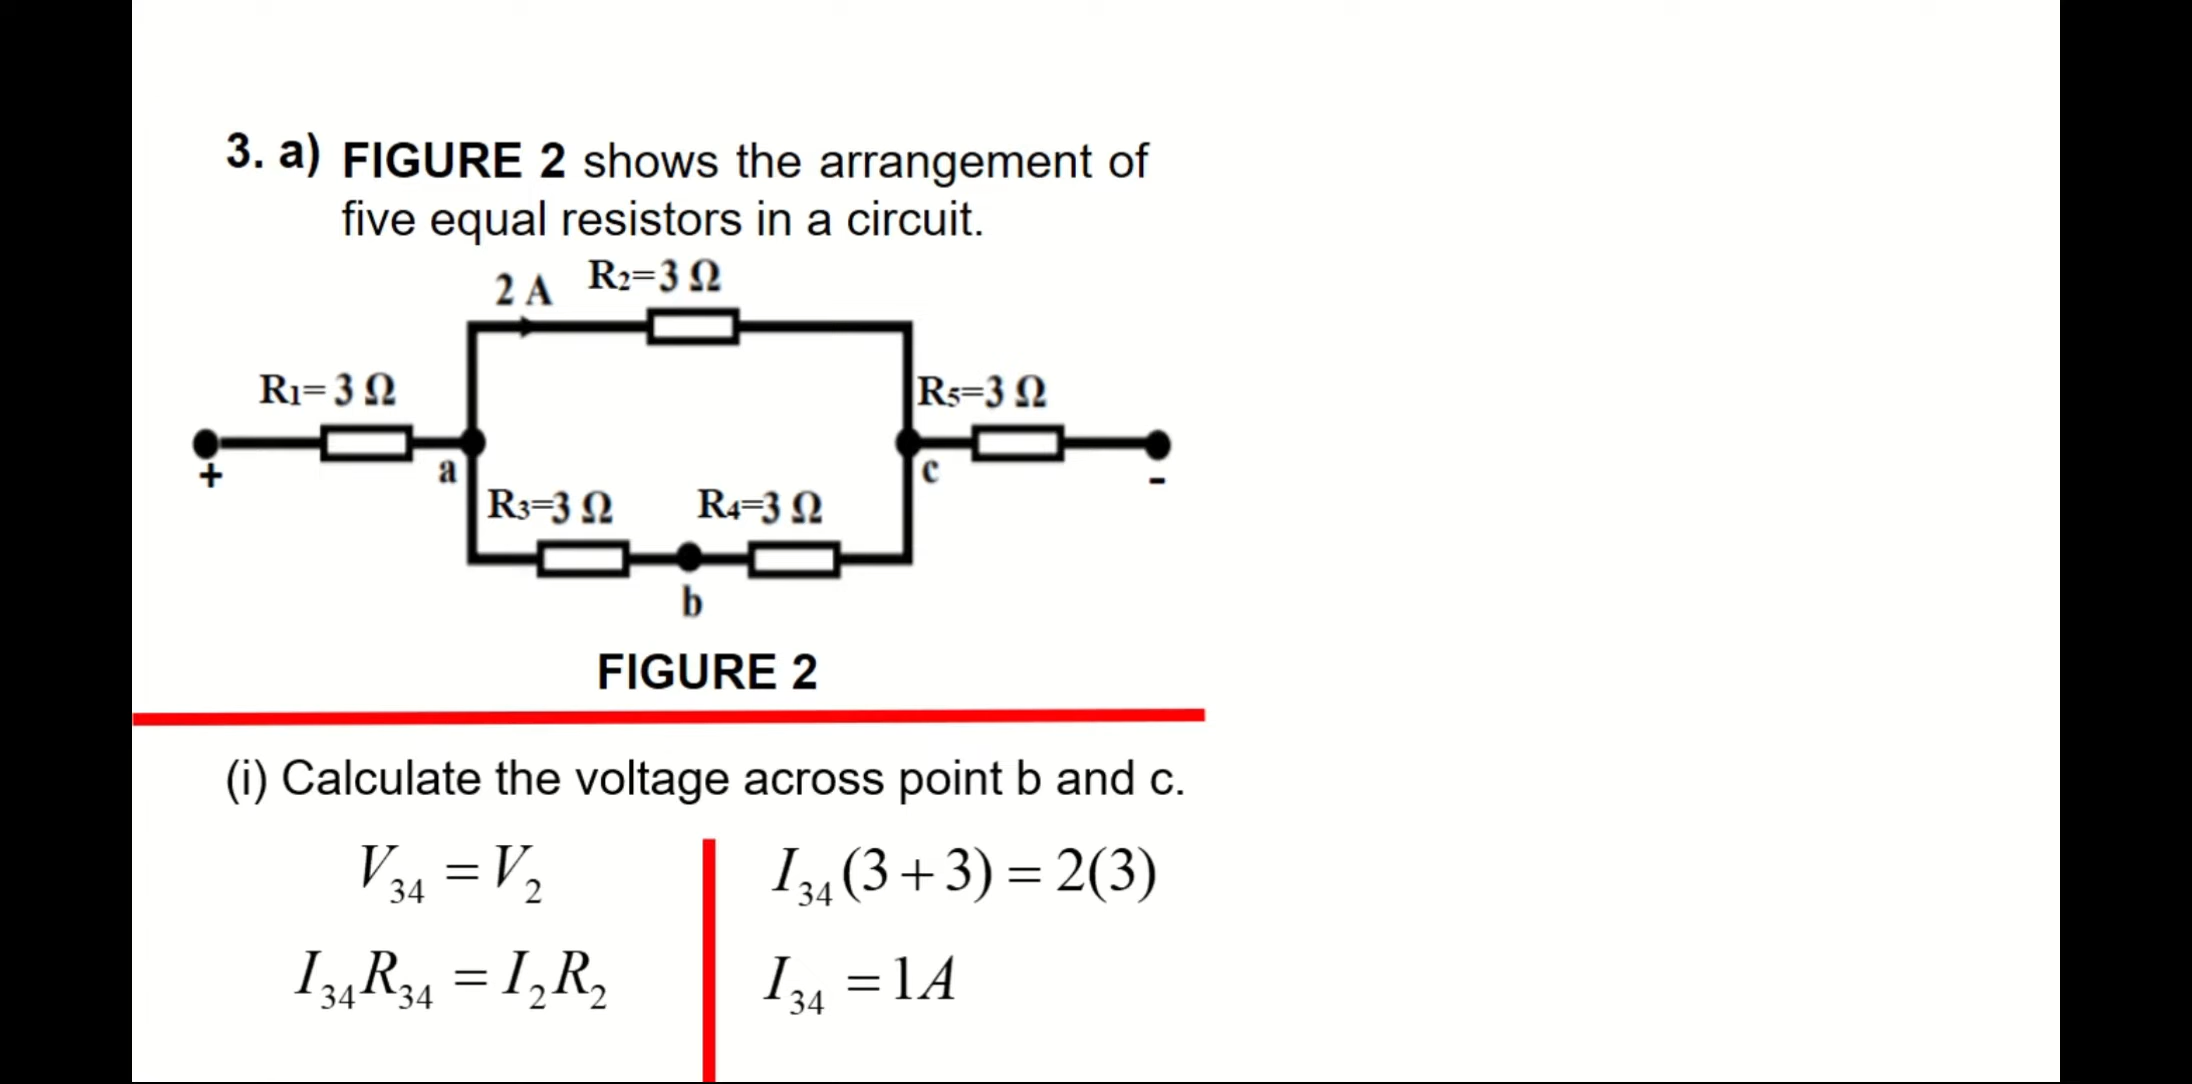 3. a) FIGURE 2 shows the arrangement of
five equal resistors in a circuit.
2 A R₂=3 Ω
R₁= 3 Ω
R₅=3 Ω
+ a c -
R₃=3 Ω R₄=3 Ω
b
FIGURE 2
(i) Calculate the voltage across point b and c.
V₃₄ = V₂
I₃₄(3+3) = 2(3)
I₃₄R₃₄ = I₂R₂
I₃₄ = 1A